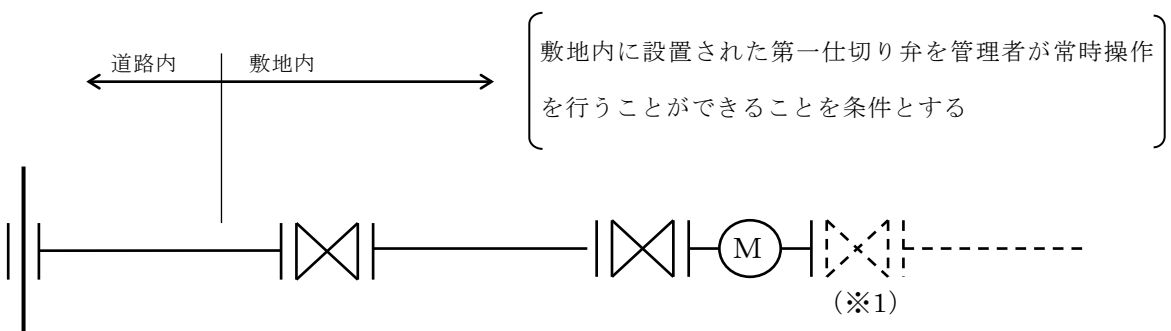 敷地内に設置された第一仕切り弁を管理者が常時操作
を行うことができることを条件とする
道路内
敷地内
M
(※1)